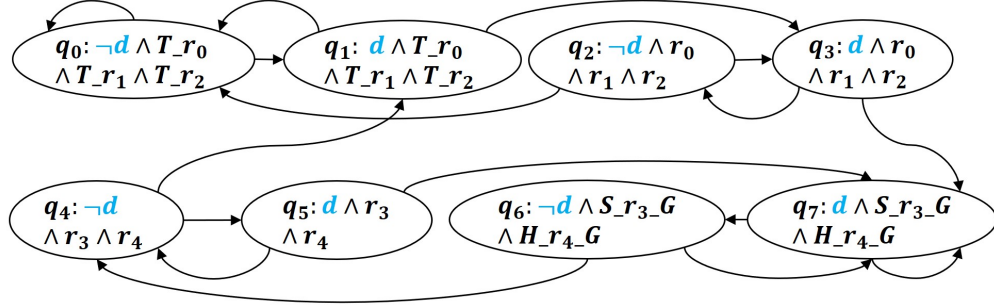 q₀: ¬d ∧ T_r₀
∧ T_r₁ ∧ T_r₂
q₁: d ∧ T_r₀
∧ T_r₁ ∧ T_r₂
q₂: ¬d ∧ r₀
∧ r₁ ∧ r₂
q₃: d ∧ r₀
∧ r₁ ∧ r₂
q₄: ¬d
∧ r₃ ∧ r₄
q₅: d ∧ r₃
∧ r₄
q₆: ¬d ∧ S_r₃_G
∧ H_r₄_G
q₇: d ∧ S_r₃_G
∧ H_r₄_G